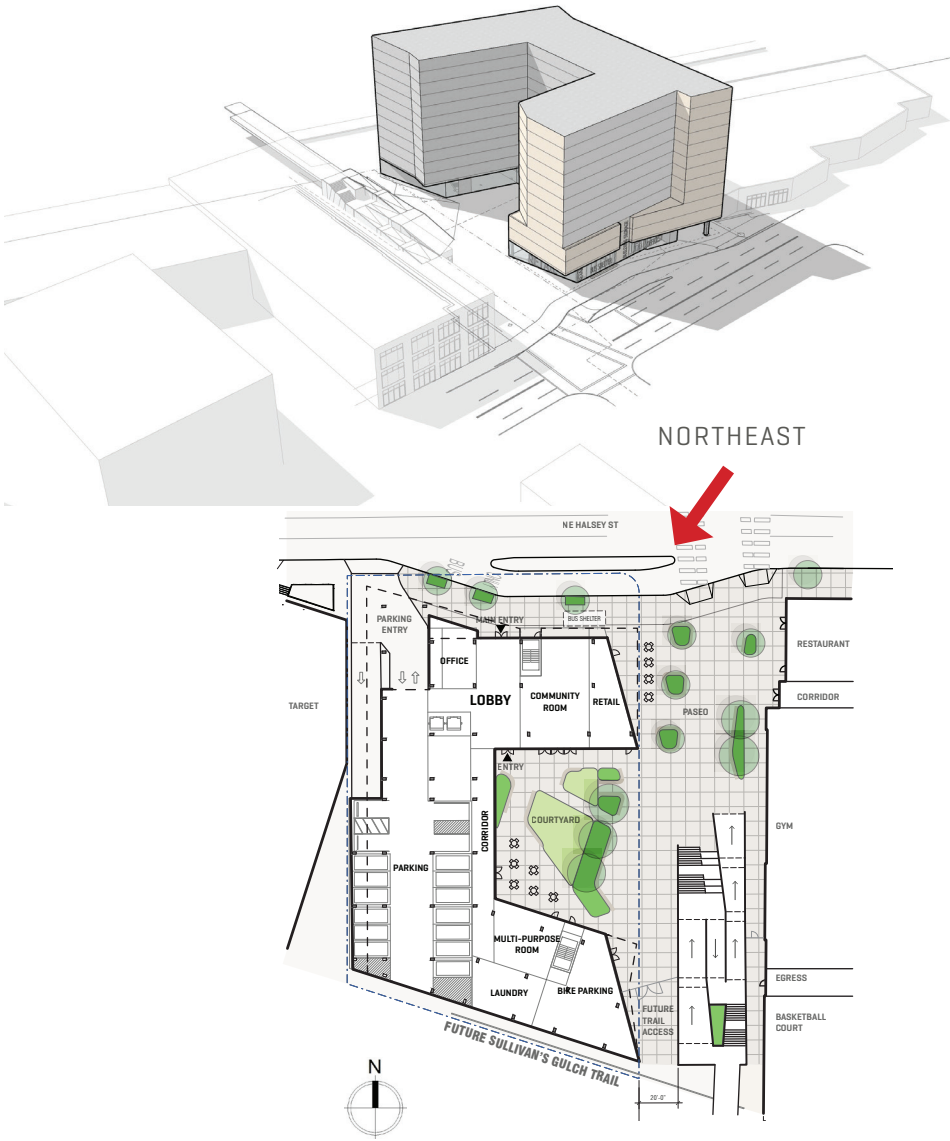 NORTHEAST
NE HALSEY ST
PARKING
ENTRY
MAIN ENTRY
BUS SHELTER
OFFICE
LOBBY
COMMUNITY
ROOM
RETAIL
RESTAURANT
CORRIDOR
TARGET
PASEO
ENTRY
COURTYARD
CORRIDOR
GYM
PARKING
MULTI-PURPOSE
ROOM
LAUNDRY
BIKE PARKING
EGRESS
FUTURE
TRAIL
ACCESS
BASKETBALL
COURT
FUTURE SULLIVAN'S GULCH TRAIL
N
20'-0"